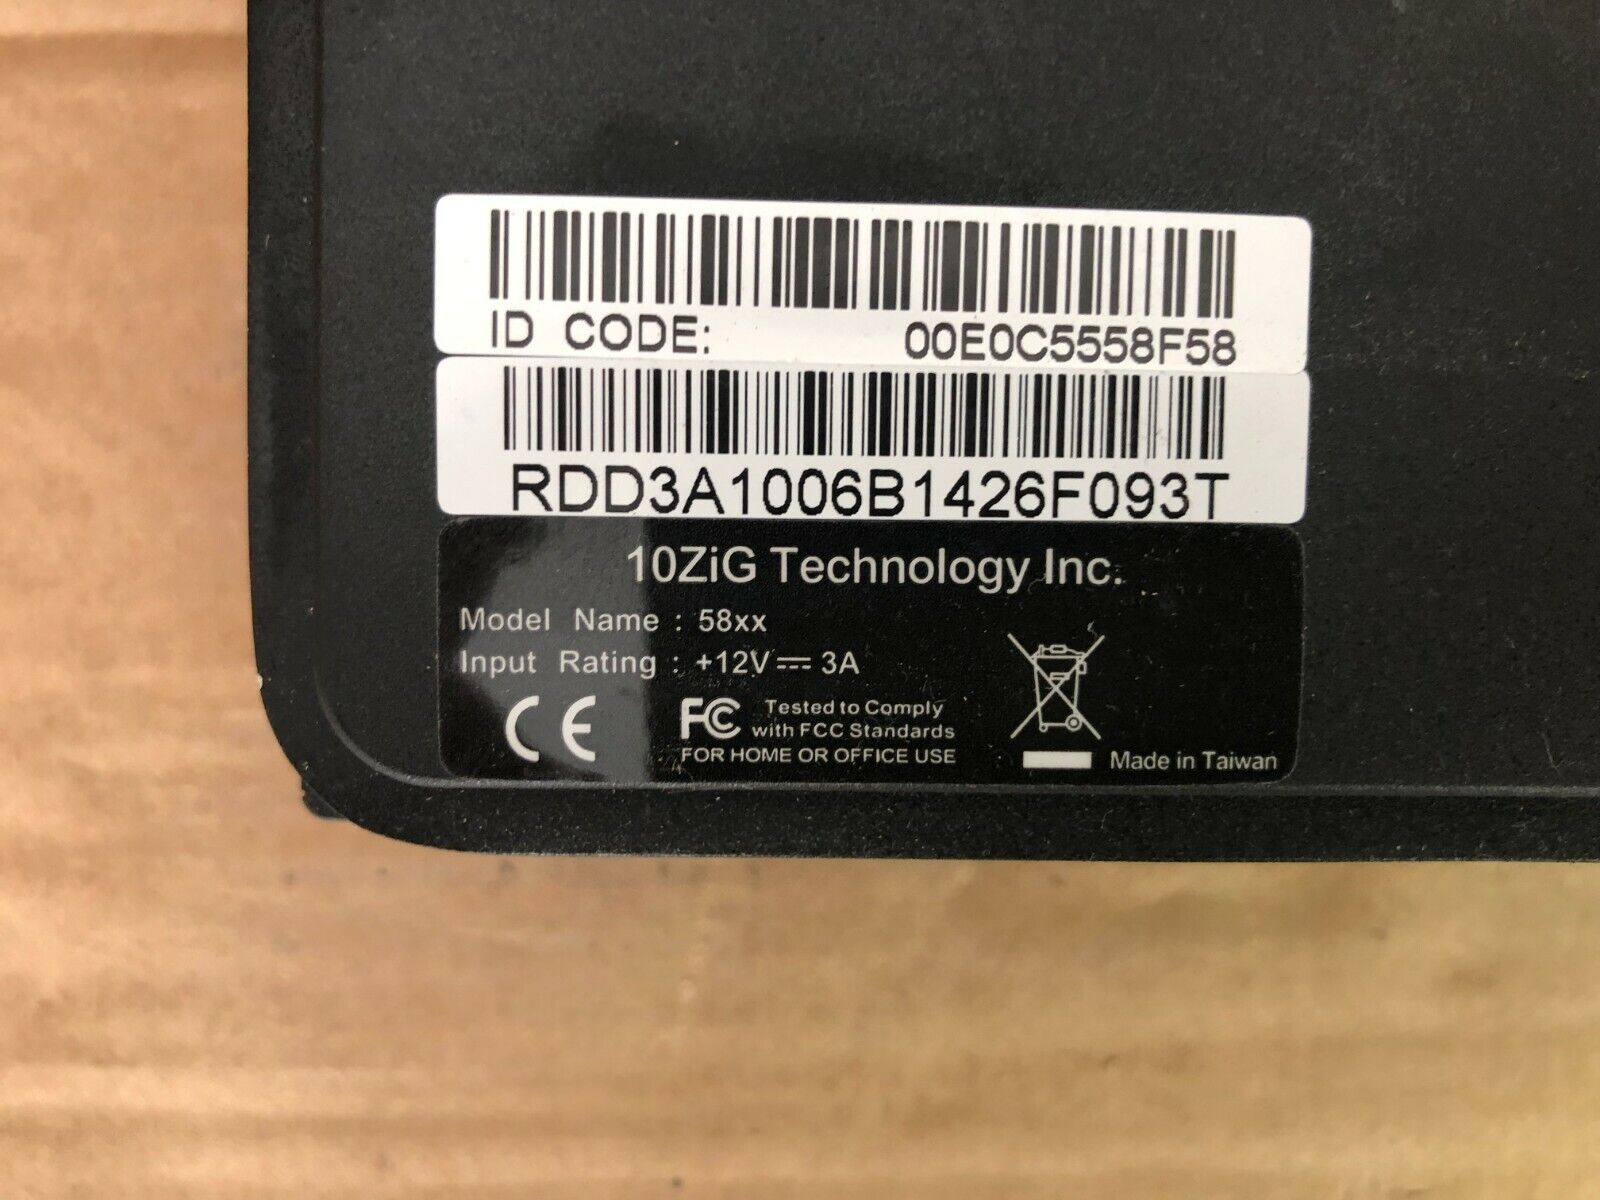 ID CODE: 00E0C5558F58
RDD3A1006B1426F093T
10ZiG Technology Inc.
Model Name : 58xx
Input Rating : +12V⎓ 3A
CE FC Tested to Comply
with FCC Standards
FOR HOME OR OFFICE USE
Made in Taiwan